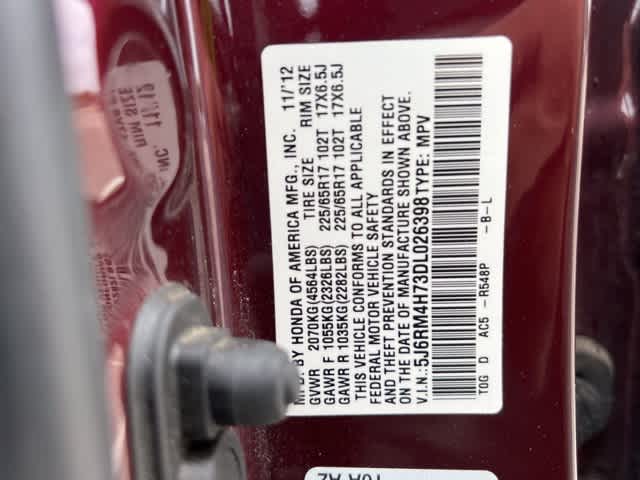 MFD. BY HONDA OF AMERICA MFG., INC. 11/'12
GVWR 2070KG(4564LBS) TIRE SIZE RIM SIZE
GAWR F 1055KG(2326LBS) 225/65R17 102T 17X6.5J
GAWR R 1035KG(2282LBS) 225/65R17 102T 17X6.5J
THIS VEHICLE CONFORMS TO ALL APPLICABLE
FEDERAL MOTOR VEHICLE SAFETY
AND THEFT PREVENTION STANDARDS IN EFFECT
ON THE DATE OF MANUFACTURE SHOWN ABOVE.
V.I.N.:5J6RM4H73DL026398 TYPE: MPV
TOG D AC5 -R548P -B-L